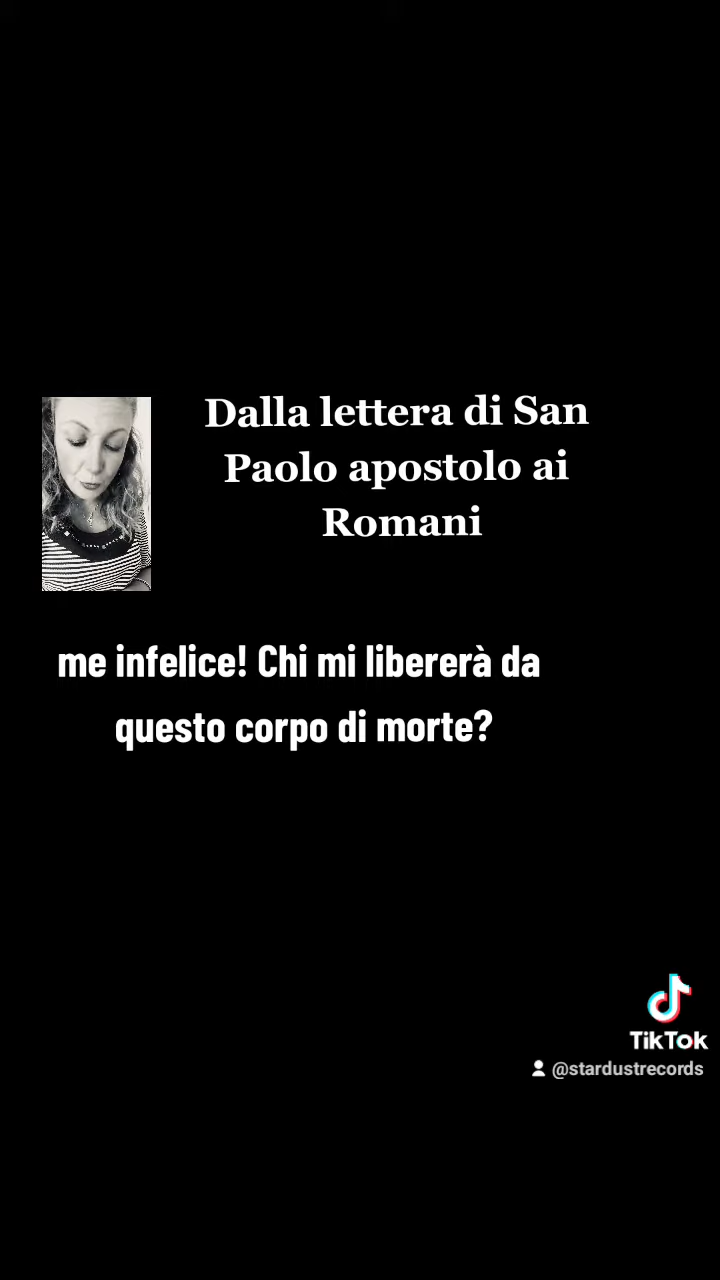 Dalla lettera di San
Paolo apostolo ai
Romani
me infelice! Chi mi libererà da
questo corpo di morte?
TikTok
@stardustrecords